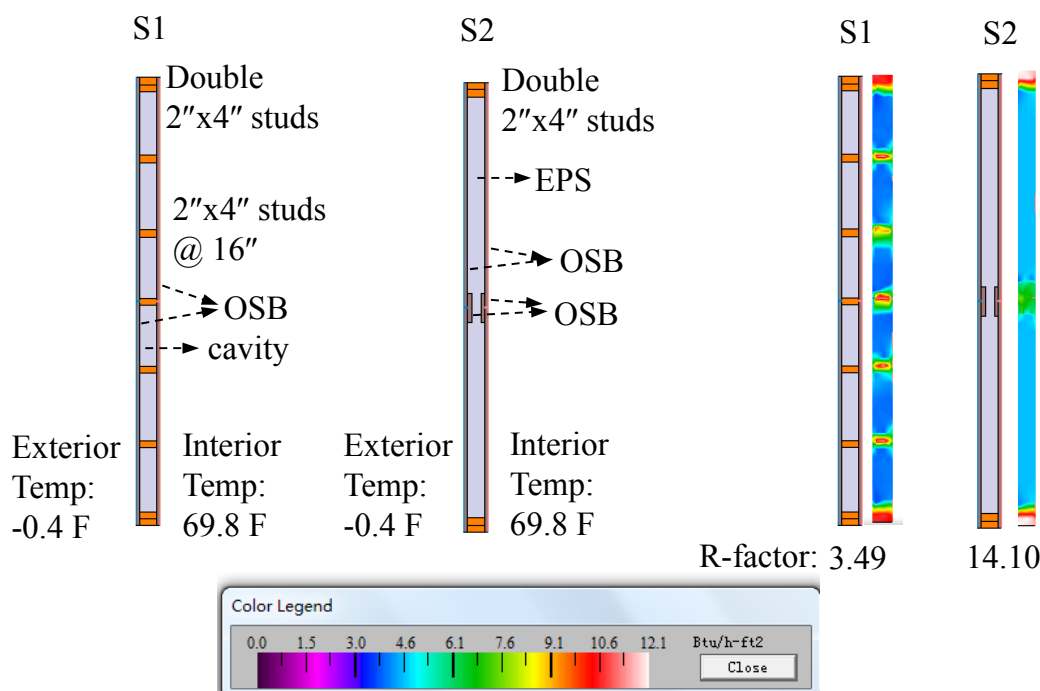 S1
Double
2″x4″ studs
2″x4″ studs
@ 16″
OSB
cavity
Exterior
Temp:
-0.4 F
Interior
Temp:
69.8 F
S2
Double
2″x4″ studs
EPS
OSB
OSB
Exterior
Temp:
-0.4 F
Interior
Temp:
69.8 F
S1
S2
R-factor: 3.49
14.10
Color Legend
0.0 1.5 3.0 4.6 6.1 7.6 9.1 10.6 12.1 Btu/h-ft2
Close